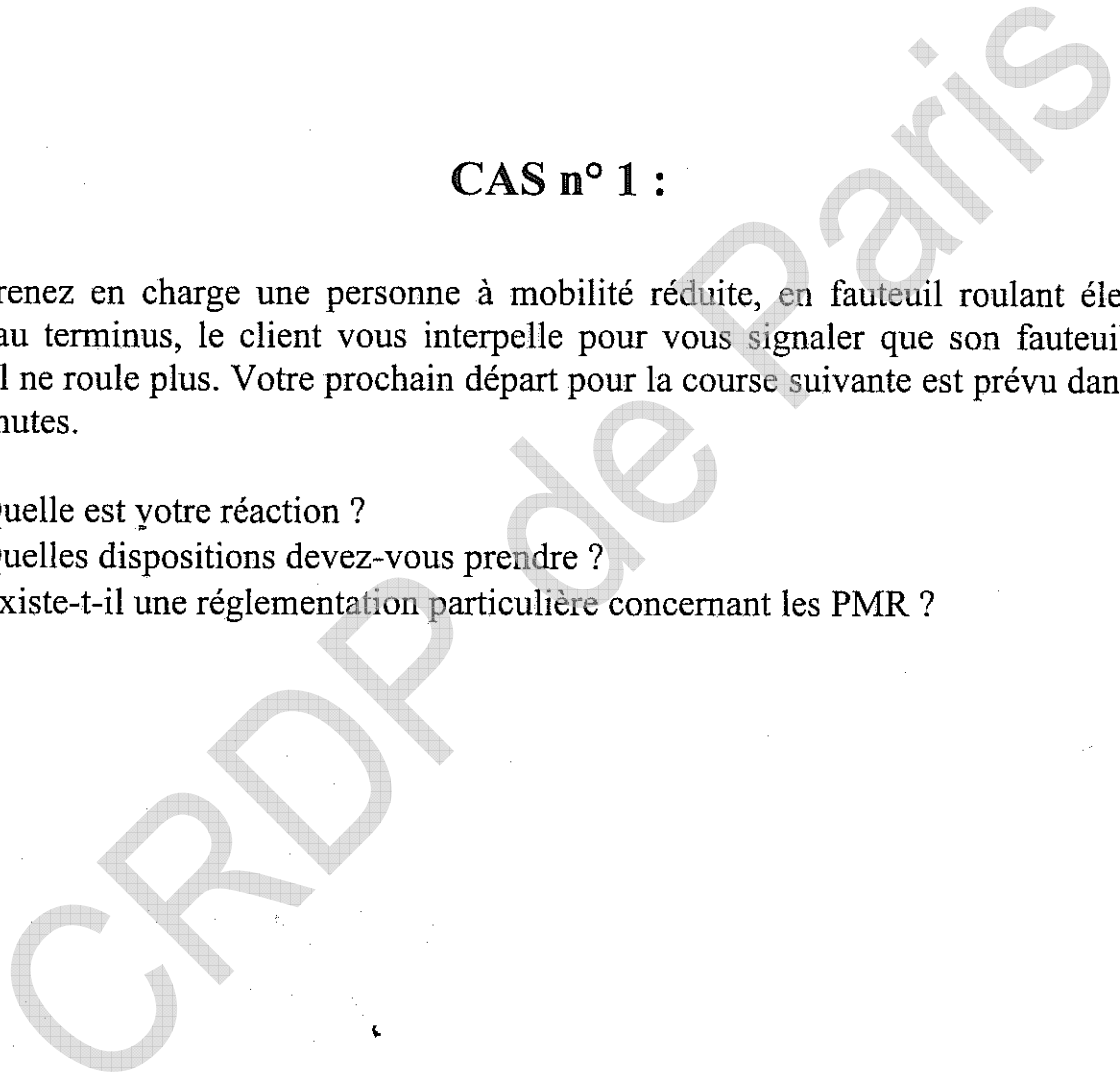 CAS n° 1 :
renez en charge une personne à mobilité réduite, en fauteuil roulant éle
au terminus, le client vous interpelle pour vous signaler que son fauteui
l ne roule plus. Votre prochain départ pour la course suivante est prévu dan
nutes.
uelle est votre réaction ?
uelles dispositions devez-vous prendre ?
xiste-t-il une réglementation particulière concernant les PMR ?
CRDP de Paris